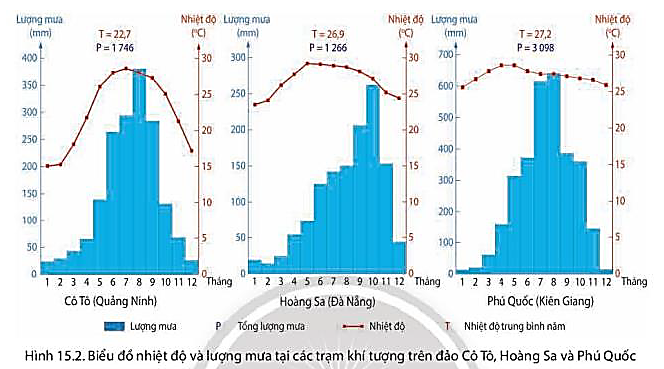 Lượng mưa
(mm)
Nhiệt độ
(⁰C)
T = 22,7
P = 1 746
400
350
300
250
200
150
100
50
0
30
25
20
15
10
5
0
1 2 3 4 5 6 7 8 9 10 11 12 Tháng
Cô Tô (Quảng Ninh)
Lượng mưa
(mm)
Nhiệt độ
(⁰C)
T = 26,9
P = 1 266
300
250
200
150
100
50
0
30
25
20
15
10
5
0
1 2 3 4 5 6 7 8 9 10 11 12 Tháng
Hoàng Sa (Đà Nẵng)
Lượng mưa
(mm)
Nhiệt độ
(⁰C)
T = 27,2
P = 3 098
700
600
500
400
300
200
100
0
30
25
20
15
10
5
0
1 2 3 4 5 6 7 8 9 10 11 12 Tháng
Phú Quốc (Kiên Giang)
Lượng mưa P Tổng lượng mưa Nhiệt độ T Nhiệt độ trung bình năm
Hình 15.2. Biểu đồ nhiệt độ và lượng mưa tại các trạm khí tượng trên đảo Cô Tô, Hoàng Sa và Phú Quốc